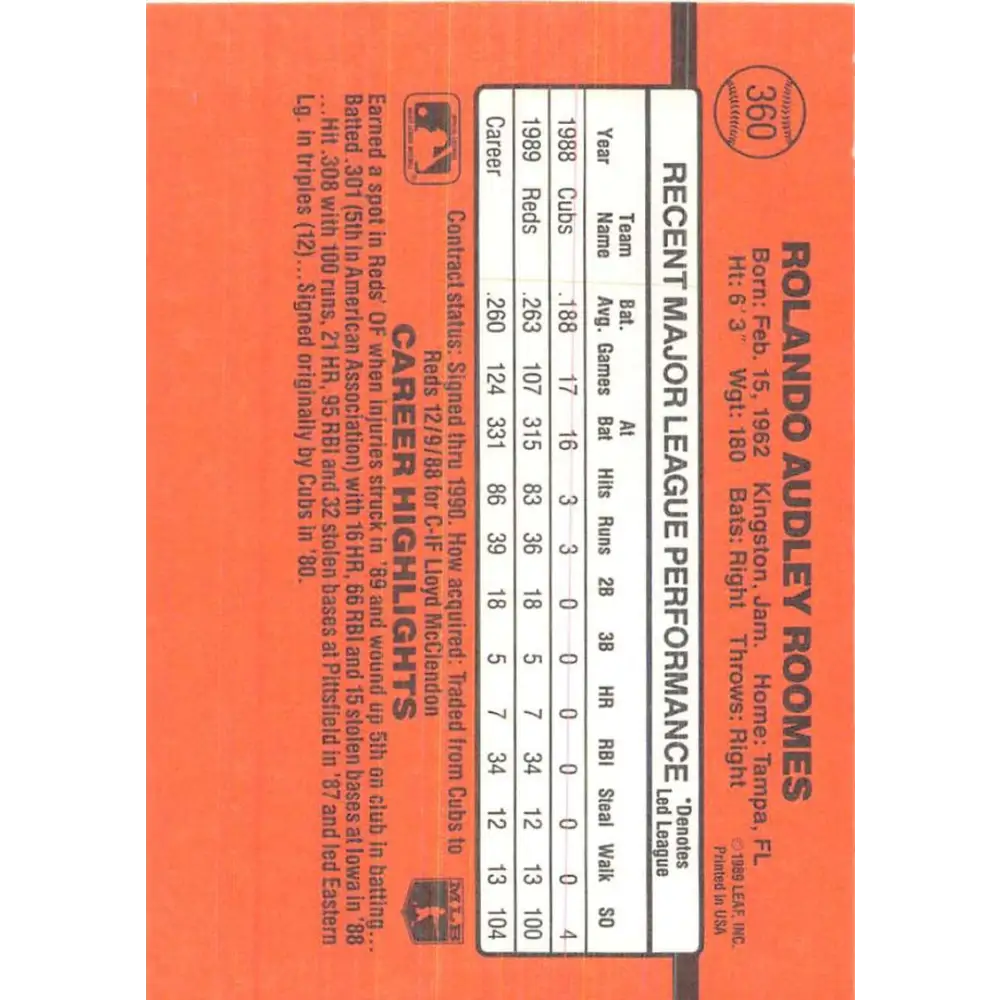 360
ROLANDO AUDLEY ROOMES
Born: Feb. 15, 1962 Kingston, Jam. Home: Tampa, FL
Ht: 6' 3" Wgt: 180 Bats: Right Throws: Right
©1989 LEAF, INC.
Printed in USA
RECENT MAJOR LEAGUE PERFORMANCE *Denotes Led League
Year Team Name Bat. Avg. Games At Bat Hits Runs 2B 3B HR RBI Steal Walk SO
1988 Cubs .188 17 16 3 3 0 0 0 0 0 0 4
1989 Reds .263 107 315 83 36 18 5 7 34 12 13 100
Career .260 124 331 86 39 18 5 7 34 12 13 104
Contract status: Signed thru 1990. How acquired: Traded from Cubs to
Reds 12/9/88 for C-IF Lloyd McClendon
MLB
CAREER HIGHLIGHTS
Earned a spot in Reds' OF when injuries struck in '89 and wound up 5th on club in batting...
Batted .301 (5th in American Association) with 16 HR, 66 RBI and 15 stolen bases at Iowa in '88
...Hit .308 with 100 runs, 21 HR, 95 RBI and 32 stolen bases at Pittsfield in '87 and led Eastern
Lg. in triples (12)...Signed originally by Cubs in '80.